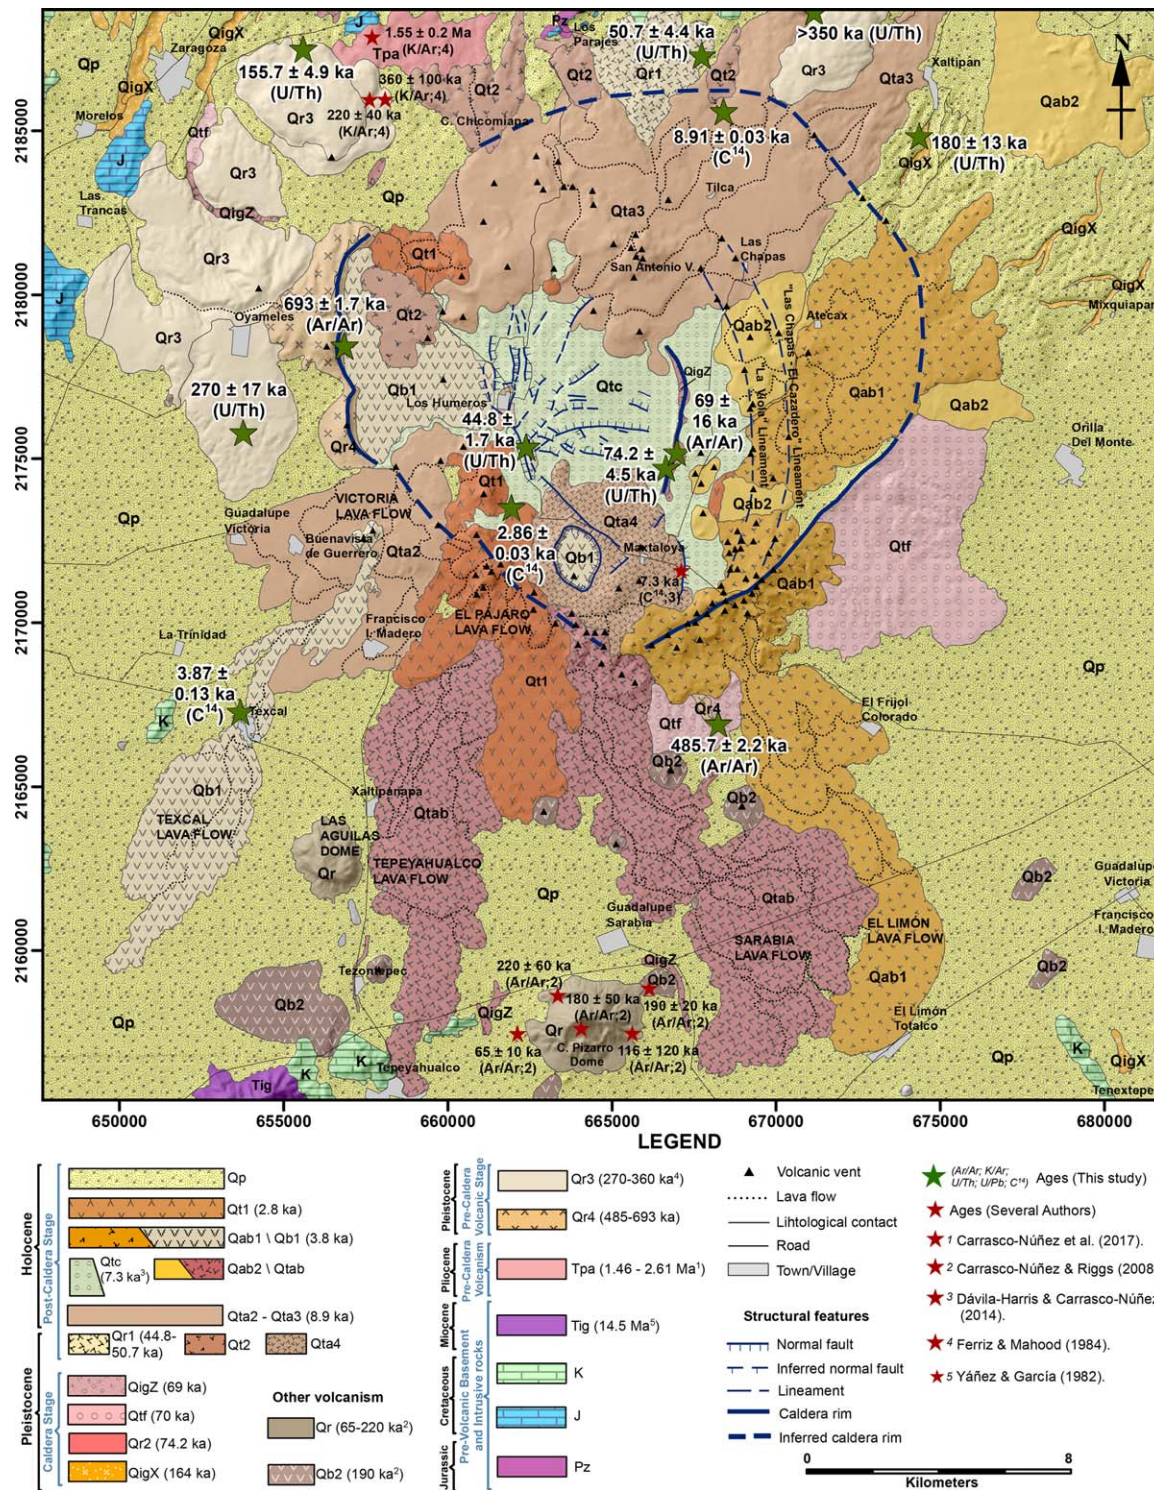 J
QigX
Zaragoza
1.55 ± 0.2 Ma
(K/Ar;4)
Tpa
Pz
Los
Parajes
50.7 ± 4.4 ka
(U/Th)
>350 ka (U/Th)
N
Qp
155.7 ± 4.9 ka
(U/Th)
360 ± 100 ka
(K/Ar;4)
Qt2
Qr1
Qt2
Qr3
Qta3
Xaltipán
Qab2
QigX
Morelos
Qtf
Qr3
220 ± 40 ka
(K/Ar;4)
Qt2
C. Chicomiapa
8.91 ± 0.03 ka
(C14)
180 ± 13 ka
(U/Th)
QigX
2185000
J
Las
Trancas
Qr3
QigZ
Qp
Tilca
Qta3
Las
Chapas
QigX
Qr3
Qt1
San Antonio V.
2180000
J
693 ± 1.7 ka
(Ar/Ar)
Oyameles
Qt2
Qab2
Atecax
QigX
Mixquiapan
Qr3
Qb1
Los Humeros
Qtc
QigZ
"La Viola" Lineament
"Las Chapas - El Cazadero" Lineament
Qab1
Qab2
270 ± 17 ka
(U/Th)
44.8 ±
1.7 ka
(U/Th)
69 ±
16 ka
(Ar/Ar)
Orilla
Del Monte
Qr4
74.2 ±
4.5 ka
(U/Th)
2175000
Qp
VICTORIA
LAVA FLOW
Qt1
Qab2
Guadalupe
Victoria
Buenavista
de Guerrero
Qta2
2.86 ±
0.03 ka
(C14)
Qta4
Qb1
Maxtaloya
7.3 ka
(C14;3)
Qtf
Qab1
2170000
La Trinidad
Francisco
I. Madero
EL PÁJARO
LAVA FLOW
Qp
3.87 ±
0.13 ka
(C14)
Texcal
K
Qt1
Qr4
Qtf
El Frijol
Colorado
485.7 ± 2.2 ka
(Ar/Ar)
Qb2
2165000
Qb1
TEXCAL
LAVA FLOW
Xaltipanapa
Qtab
Qb2
LAS
AGUILAS
DOME
Qr
TEPEYAHUALCO
LAVA FLOW
Qp
Qtab
Guadalupe
Victoria
Qb2
Guadalupe
Sarabia
SARABIA
LAVA FLOW
EL LIMÓN
LAVA FLOW
Francisco
I. Madero
2160000
Tezontepec
220 ± 60 ka
(Ar/Ar;2)
QigZ
Qb2
Qab1
Qb2
Qb2
180 ± 50 ka
(Ar/Ar;2)
190 ± 20 ka
(Ar/Ar;2)
Qp
QigZ
Qr
El Limón
Totalco
65 ± 10 ka
(Ar/Ar;2)
C. Pizarro
Dome
116 ± 120 ka
(Ar/Ar;2)
Qp
K
QigX
K
K
Tepeyahualco
Tig
Tenextepec
650000 655000 660000 665000 670000 675000 680000
LEGEND
Holocene
Pleistocene
Post-Caldera Stage
Caldera Stage
Qp
Qt1 (2.8 ka)
Qab1 \ Qb1 (3.8 ka)
Qtc
(7.3 ka3)
Qab2 \ Qtab
Qta2 - Qta3 (8.9 ka)
Qr1 (44.8-
50.7 ka)
Qt2
Qta4
QigZ (69 ka)
Qtf (70 ka)
Qr2 (74.2 ka)
QigX (164 ka)
Other volcanism
Qr (65-220 ka2)
Qb2 (190 ka2)
Pleistocene
Pre-Caldera
Volcanic Stage
Qr3 (270-360 ka4)
Qr4 (485-693 ka)
Pliocene
Pre-Caldera
Volcanism
Tpa (1.46 - 2.61 Ma1)
Miocene
Cretaceous
Jurassic
Pre-Volcanic Basement
and Intrusive rocks
Tig (14.5 Ma5)
K
J
Pz
Volcanic vent
Lava flow
Lihtological contact
Road
Town/Village
Structural features
Normal fault
Inferred normal fault
Lineament
Caldera rim
Inferred caldera rim
(Ar/Ar; K/Ar;
U/Th; U/Pb; C14) Ages (This study)
Ages (Several Authors)
1 Carrasco-Núñez et al. (2017).
2 Carrasco-Núñez & Riggs (2008
3 Dávila-Harris & Carrasco-Núñez
(2014).
4 Ferriz & Mahood (1984).
5 Yáñez & García (1982).
0 8
Kilometers